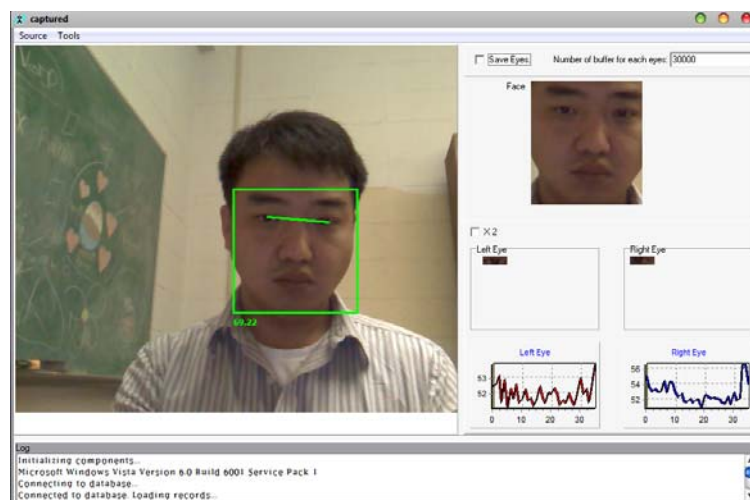 captured
Source Tools
Save Eyes
Number of buffer for each eyes: 30000
Face
69.22
X 2
Left Eye
Right Eye
Left Eye
53
52
0 10 20 30
Right Eye
56
54
52
0 10 20 30
Log
Initializing components...
Microsoft Windows Vista Version 6.0 Build 6001 Service Pack 1
Connecting to database...
Connected to database. Loading records...